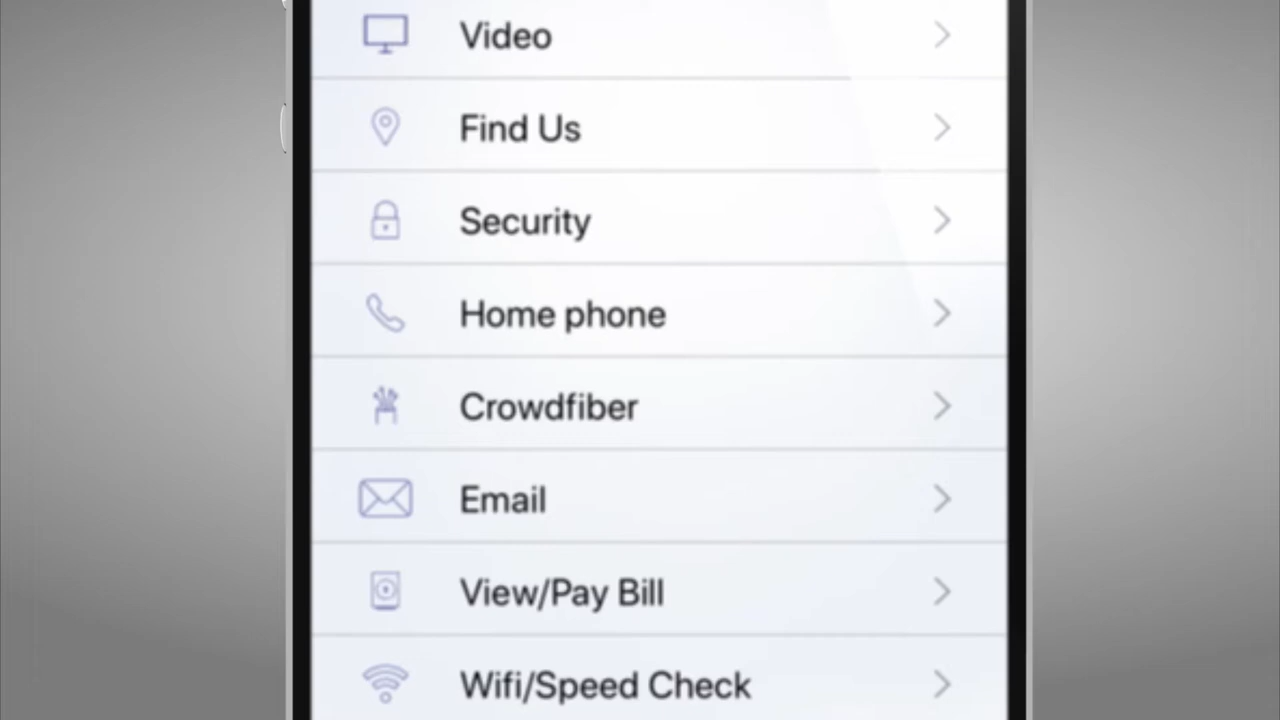 Video
Find Us
Security
Home phone
Crowdfiber
Email
View/Pay Bill
Wifi/Speed Check